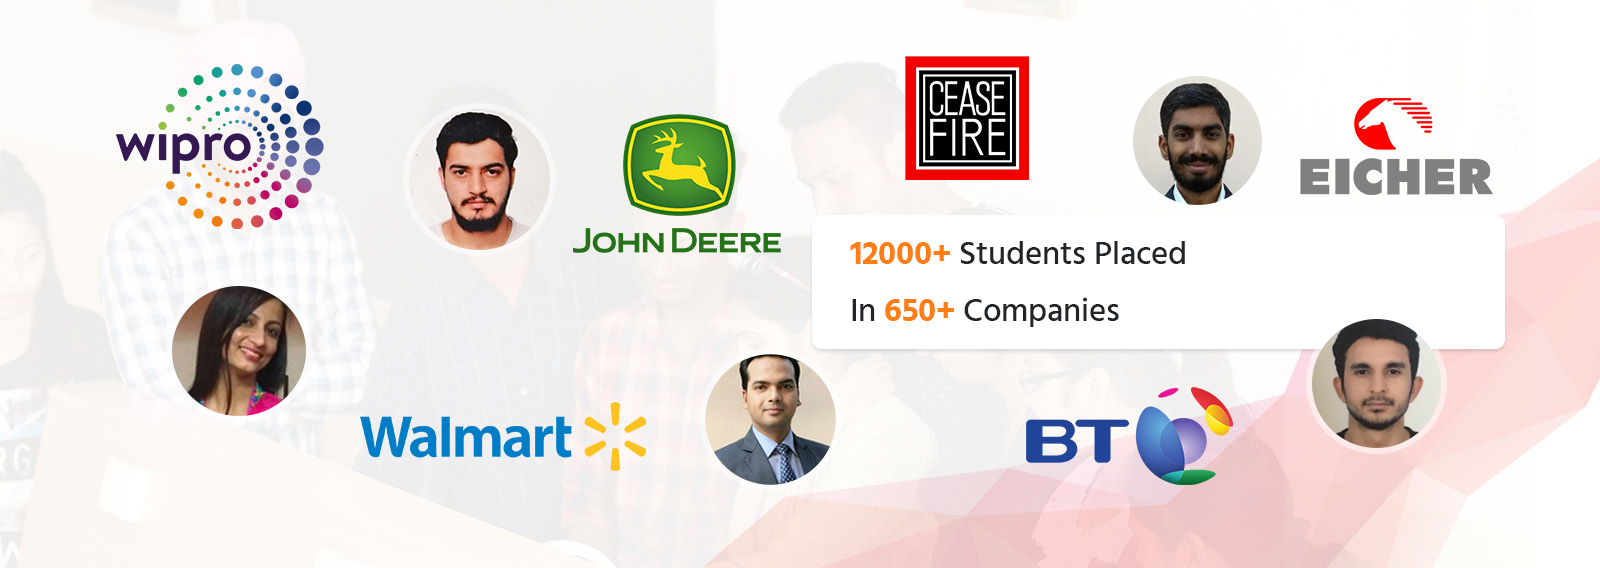 wipro
JOHN DEERE
CEASE
FIRE
EICHER
12000+ Students Placed
In 650+ Companies
Walmart
BT